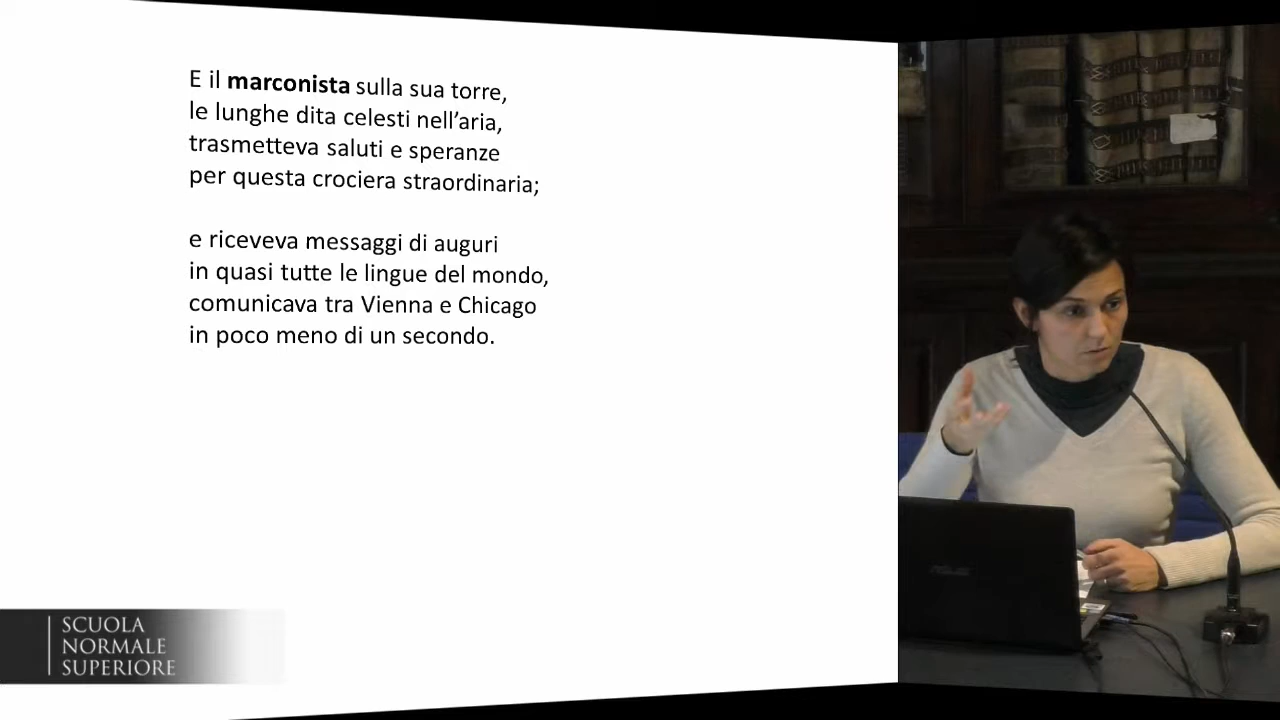 E il marconista sulla sua torre,
le lunghe dita celesti nell'aria,
trasmetteva saluti e speranze
per questa crociera straordinaria;
e riceveva messaggi di auguri
in quasi tutte le lingue del mondo,
comunicava tra Vienna e Chicago
in poco meno di un secondo.
SCUOLA
NORMALE
SUPERIORE